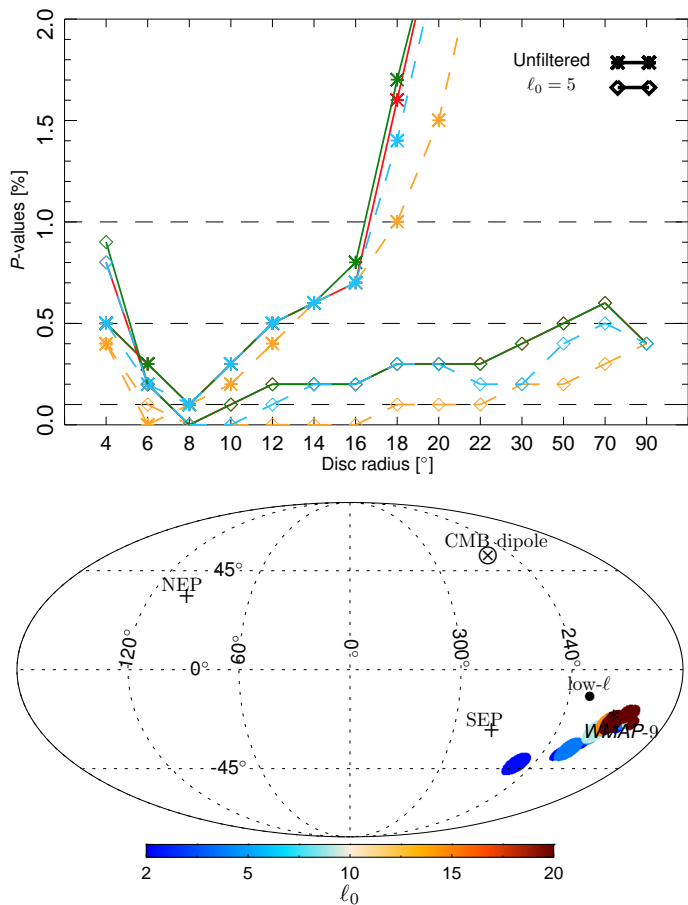 2.0
Unfiltered
ℓ₀ = 5
1.5
P-values [%]
1.0
0.5
0.0
4 6 8 10 12 14 16 18 20 22 30 50 70 90
Disc radius [°]
CMB dipole
45°
NEP
120° 60° 0° 300° 240°
0°
low-ℓ
SEP
WMAP-9
-45°
2 5 10 15 20
ℓ₀